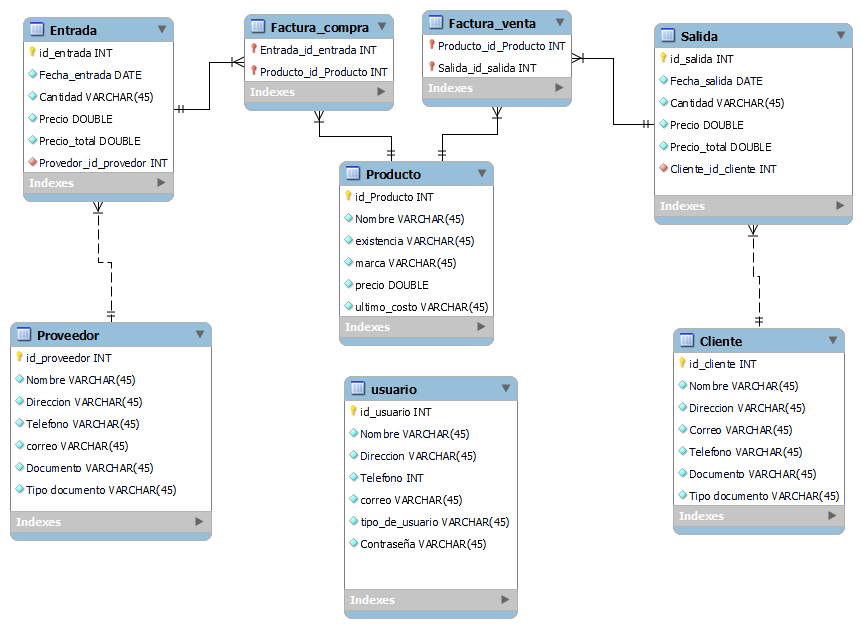 Entrada
id_entrada INT
Fecha_entrada DATE
Cantidad VARCHAR(45)
Precio DOUBLE
Precio_total DOUBLE
Provedor_id_provedor INT
Indexes
Factura_compra
Entrada_id_entrada INT
Producto_id_Producto INT
Indexes
Factura_venta
Producto_id_Producto INT
Salida_id_salida INT
Indexes
Salida
id_salida INT
Fecha_salida DATE
Cantidad VARCHAR(45)
Precio DOUBLE
Precio_total DOUBLE
Cliente_id_cliente INT
Indexes
Producto
id_Producto INT
Nombre VARCHAR(45)
existencia VARCHAR(45)
marca VARCHAR(45)
precio DOUBLE
ultimo_costo VARCHAR(45)
Indexes
Proveedor
id_proveedor INT
Nombre VARCHAR(45)
Direccion VARCHAR(45)
Telefono VARCHAR(45)
correo VARCHAR(45)
Documento VARCHAR(45)
Tipo documento VARCHAR(45)
Indexes
usuario
id_usuario INT
Nombre VARCHAR(45)
Direccion VARCHAR(45)
Telefono INT
correo VARCHAR(45)
tipo_de_usuario VARCHAR(45)
Contraseña VARCHAR(45)
Indexes
Cliente
id_cliente INT
Nombre VARCHAR(45)
Direccion VARCHAR(45)
Correo VARCHAR(45)
Telefono VARCHAR(45)
Documento VARCHAR(45)
Tipo documento VARCHAR(45)
Indexes